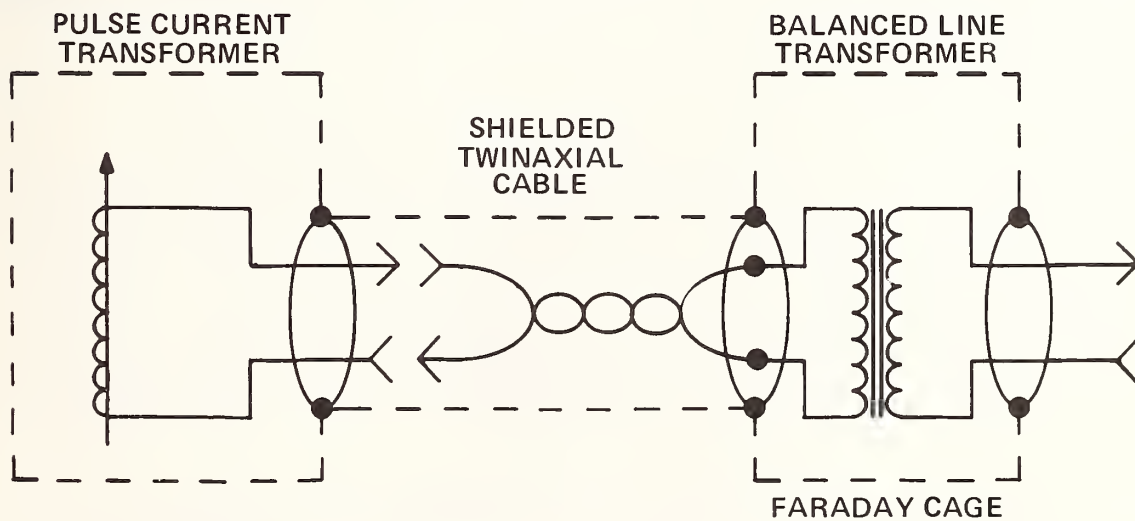 PULSE CURRENT
TRANSFORMER
BALANCED LINE
TRANSFORMER
SHIELDED
TWINAXIAL
CABLE
FARADAY CAGE